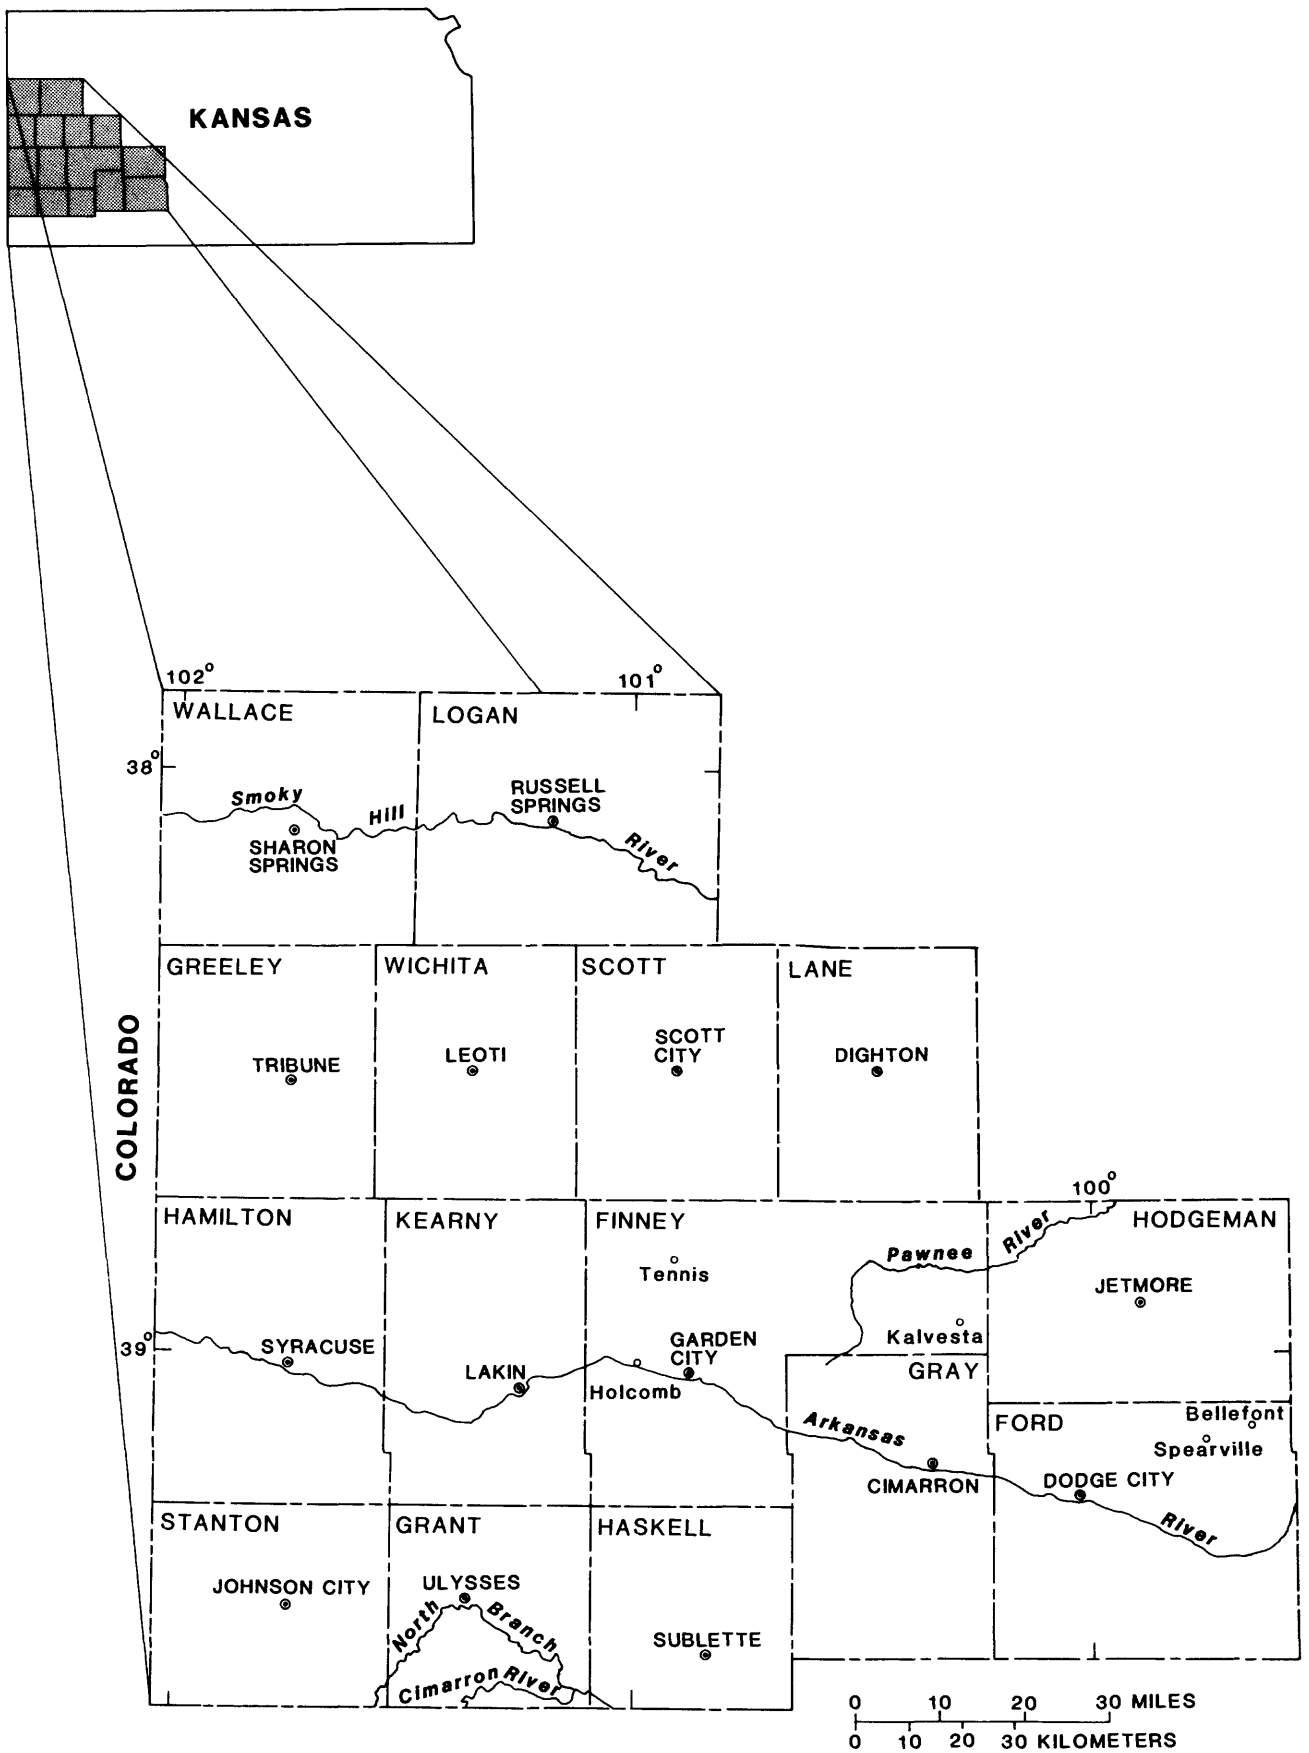 KANSAS
102°
101°
WALLACE
LOGAN
38°
Smoky
Hill
River
RUSSELL
SPRINGS
SHARON
SPRINGS
COLORADO
GREELEY
WICHITA
SCOTT
LANE
TRIBUNE
LEOTI
SCOTT
CITY
DIGHTON
100°
HAMILTON
KEARNY
FINNEY
HODGEMAN
Pawnee
River
Tennis
JETMORE
39°
SYRACUSE
LAKIN
GARDEN
CITY
Holcomb
Kalvesta
GRAY
FORD
Bellefont
Spearville
Arkansas
River
CIMARRON
DODGE CITY
STANTON
GRANT
HASKELL
JOHNSON CITY
ULYSSES
North
Branch
Cimarron River
SUBLETTE
0 10 20 30 MILES
0 10 20 30 KILOMETERS